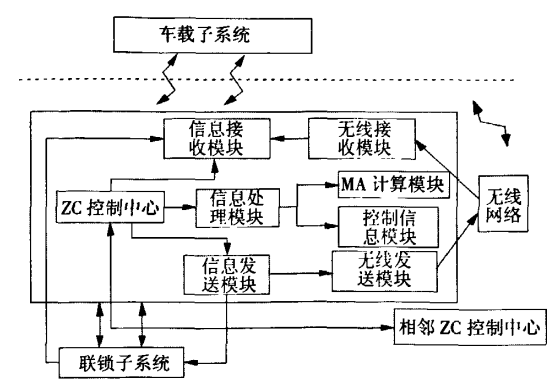 车载子系统
信息接
收模块
无线接
收模块
ZC 控制中心
信息处
理模块
MA 计算模块
控制信
息模块
无线
网络
信息发
送模块
无线发
送模块
相邻 ZC 控制中心
联锁子系统